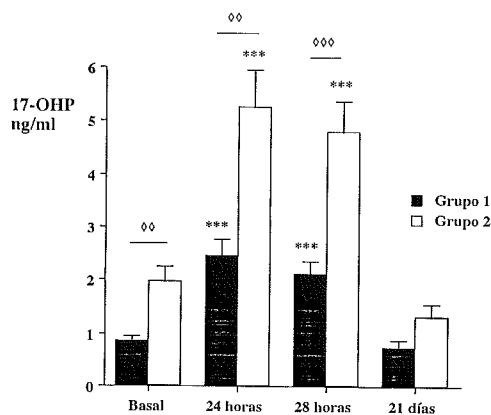 ◊◊
◊◊◊
***
***
17-OHP
ng/ml
6
5
4
3
2
1
0
◊◊
***
***
Grupo 1
Grupo 2
Basal 24 horas 28 horas 21 días